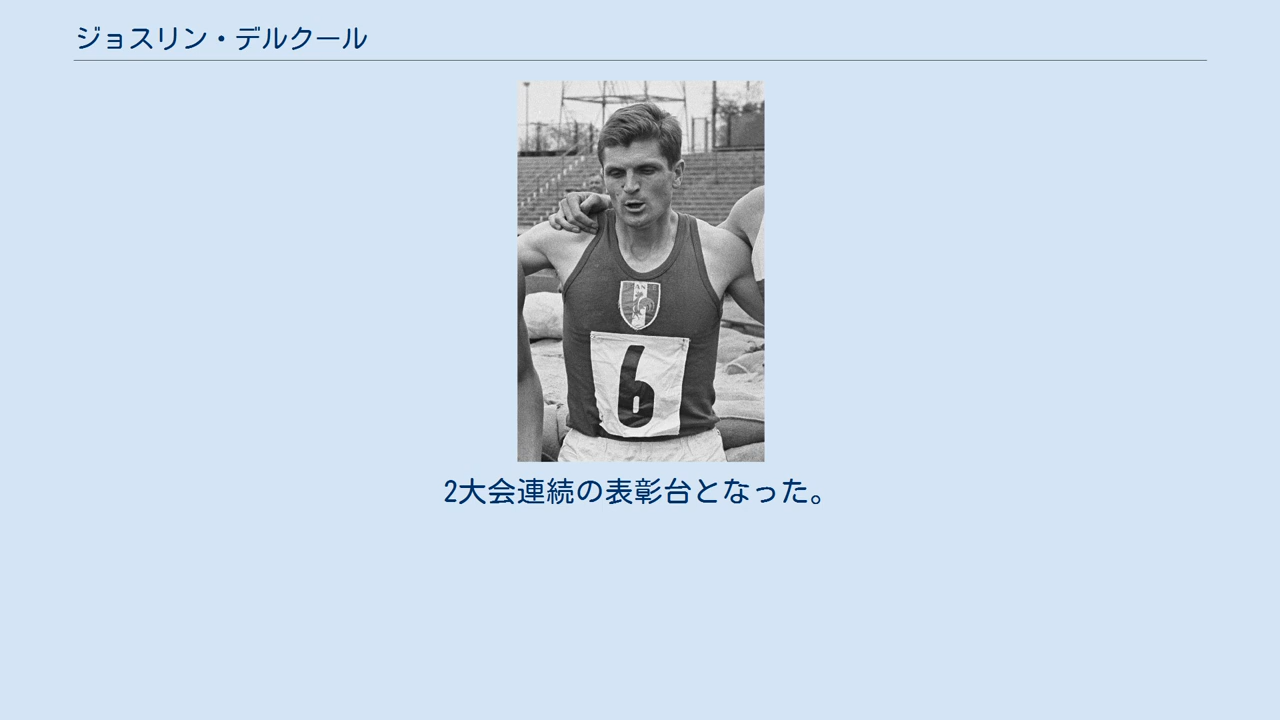 ジョスリン・デルクール
6
2大会連続の表彰台となった。